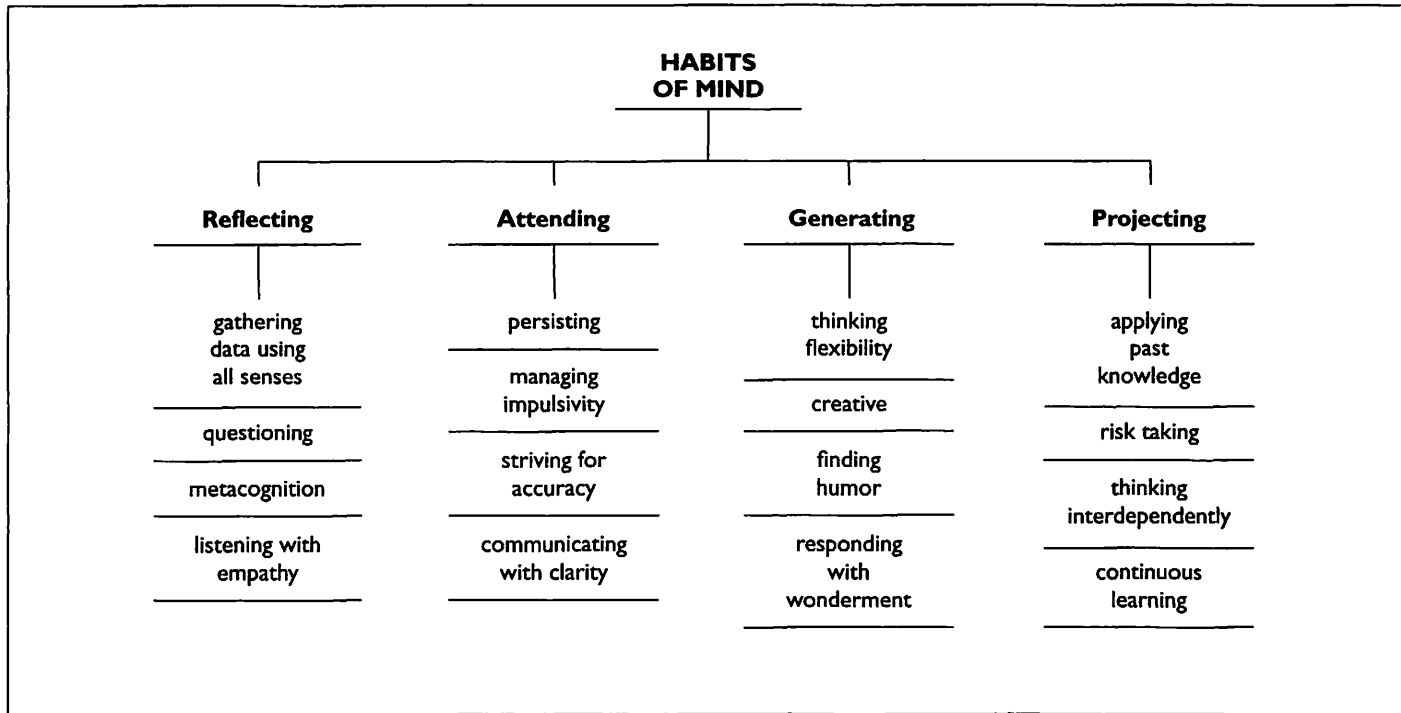 HABITS
OF MIND
Reflecting
gathering
data using
all senses
questioning
metacognition
listening with
empathy
Attending
persisting
managing
impulsivity
striving for
accuracy
communicating
with clarity
Generating
thinking
flexibility
creative
finding
humor
responding
with
wonderment
Projecting
applying
past
knowledge
risk taking
thinking
interdependently
continuous
learning